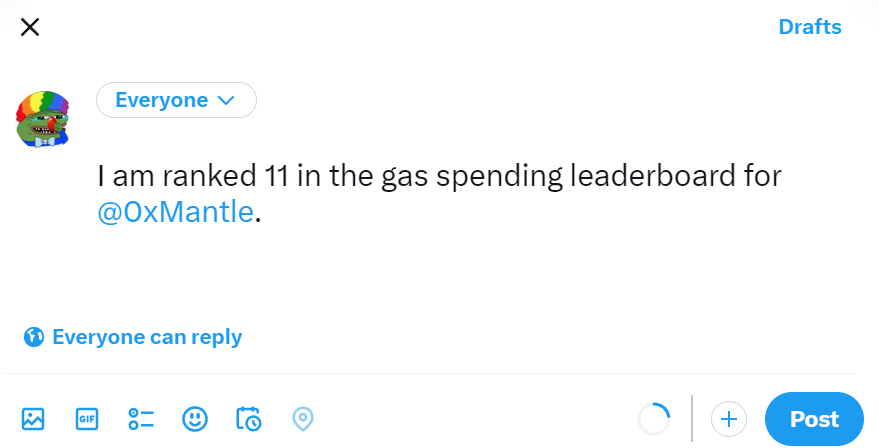 Drafts
Everyone
I am ranked 11 in the gas spending leaderboard for
@0xMantle.
Everyone can reply
GIF
Post